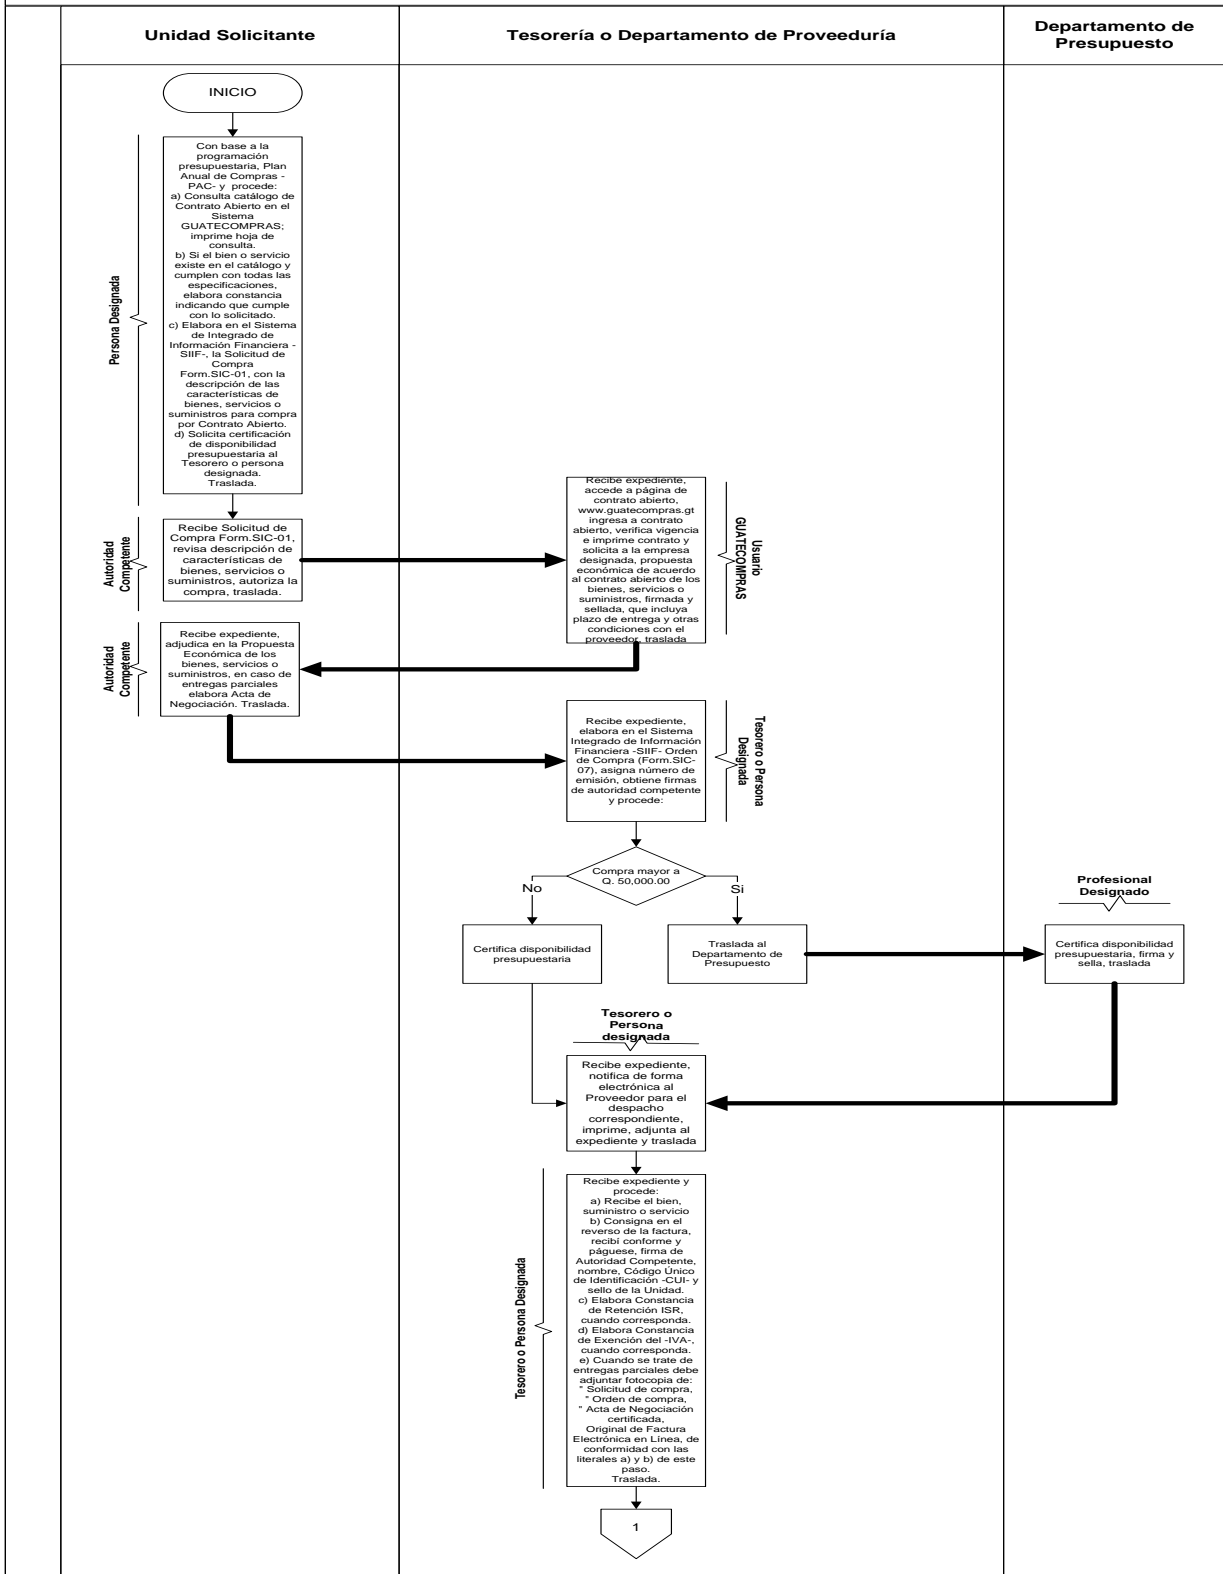 Unidad Solicitante
Tesorería o Departamento de Proveeduría
Departamento de
Presupuesto
INICIO
Persona Designada
Con base a la
programación
presupuestaria, Plan
Anual de Compras -
PAC- y procede:
a) Consulta catálogo de
Contrato Abierto en el
Sistema
GUATECOMPRAS;
imprime hoja de
consulta.
b) Si el bien o servicio
existe en el catálogo y
cumplen con todas las
especificaciones,
elabora constancia
indicando que cumple
con lo solicitado.
c) Elabora en el Sistema
de Integrado de
Información Financiera -
SIIF-, la Solicitud de
Compra
Form.SIC-01, con la
descripción de las
características de
bienes, servicios o
suministros para compra
por Contrato Abierto.
d) Solicita certificación
de disponibilidad
presupuestaria al
Tesorero o persona
designada.
Traslada.
Autoridad
Competente
Recibe Solicitud de
Compra Form.SIC-01,
revisa descripción de
características de
bienes, servicios o
suministros, autoriza la
compra, traslada.
Recibe expediente,
accede a página de
contrato abierto,
www.guatecompras.gt
ingresa a contrato
abierto, verifica vigencia
e imprime contrato y
solicita a la empresa
designada, propuesta
económica de acuerdo
al contrato abierto de los
bienes, servicios o
suministros, firmada y
sellada, que incluya
plazo de entrega y otras
condiciones con el
proveedor, traslada
Usuario
GUATECOMPRAS
Autoridad
Competente
Recibe expediente,
adjudica en la Propuesta
Económica de los
bienes, servicios o
suministros, en caso de
entregas parciales
elabora Acta de
Negociación. Traslada.
Recibe expediente,
elabora en el Sistema
Integrado de Información
Financiera -SIIF- Orden
de Compra (Form.SIC-
07), asigna número de
emisión, obtiene firmas
de autoridad competente
y procede:
Tesorero o Persona
Designada
Compra mayor a
Q. 50,000.00
No
Si
Certifica disponibilidad
presupuestaria
Traslada al
Departamento de
Presupuesto
Profesional
Designado
Certifica disponibilidad
presupuestaria, firma y
sella, traslada
Tesorero o
Persona
designada
Recibe expediente,
notifica de forma
electrónica al
Proveedor para el
despacho
correspondiente,
imprime, adjunta al
expediente y traslada
Tesorero o Persona Designada
Recibe expediente y
procede:
a) Recibe el bien,
suministro o servicio
b) Consigna en el
reverso de la factura,
recibí conforme y
páguese, firma de
Autoridad Competente,
nombre, Código Único
de Identificación -CUI- y
sello de la Unidad.
c) Elabora Constancia
de Retención ISR,
cuando corresponda.
d) Elabora Constancia
de Exención del -IVA-,
cuando corresponda.
e) Cuando se trate de
entregas parciales debe
adjuntar fotocopia de:
" Solicitud de compra,
" Orden de compra,
" Acta de Negociación
certificada,
Original de Factura
Electrónica en Línea, de
conformidad con las
literales a) y b) de este
paso.
Traslada.
1